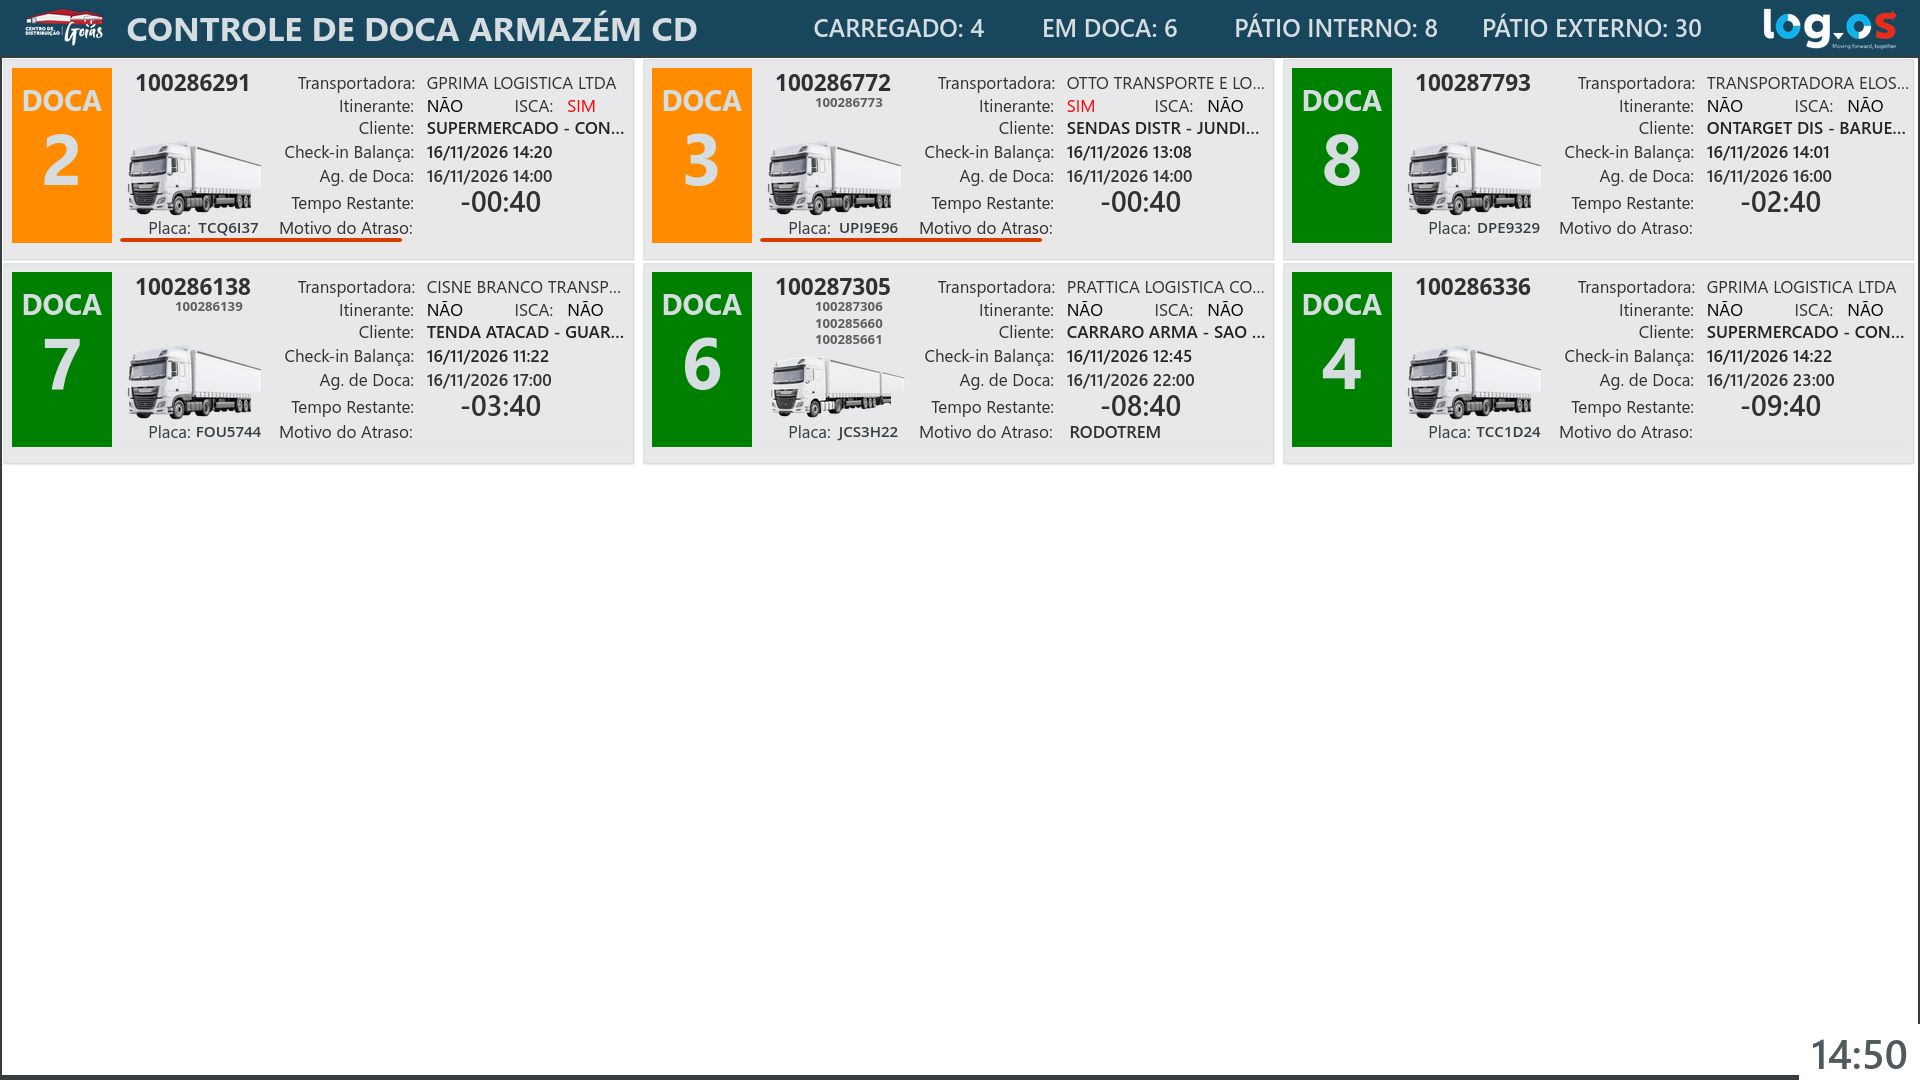 CENTRO DE DISTRIBUIÇÃO Goiás
CONTROLE DE DOCA ARMAZÉM CD
CARREGADO: 4
EM DOCA: 6
PÁTIO INTERNO: 8
PÁTIO EXTERNO: 30
log.os
Moving forward, together
DOCA
2
100286291
Placa: TCQ6I37
Transportadora: GPRIMA LOGISTICA LTDA
Itinerante: NÃO ISCA: SIM
Cliente: SUPERMERCADO - CON...
Check-in Balança: 16/11/2026 14:20
Ag. de Doca: 16/11/2026 14:00
Tempo Restante: -00:40
Motivo do Atraso:
DOCA
3
100286772
100286773
Placa: UPI9E96
Transportadora: OTTO TRANSPORTE E LO...
Itinerante: SIM ISCA: NÃO
Cliente: SENDAS DISTR - JUNDI...
Check-in Balança: 16/11/2026 13:08
Ag. de Doca: 16/11/2026 14:00
Tempo Restante: -00:40
Motivo do Atraso:
DOCA
8
100287793
Placa: DPE9329
Transportadora: TRANSPORTADORA ELOS...
Itinerante: NÃO ISCA: NÃO
Cliente: ONTARGET DIS - BARUE...
Check-in Balança: 16/11/2026 14:01
Ag. de Doca: 16/11/2026 16:00
Tempo Restante: -02:40
Motivo do Atraso:
DOCA
7
100286138
100286139
Placa: FOU5744
Transportadora: CISNE BRANCO TRANSP...
Itinerante: NÃO ISCA: NÃO
Cliente: TENDA ATACAD - GUAR...
Check-in Balança: 16/11/2026 11:22
Ag. de Doca: 16/11/2026 17:00
Tempo Restante: -03:40
Motivo do Atraso:
DOCA
6
100287305
100287306
100285660
100285661
Placa: JCS3H22
Transportadora: PRATTICA LOGISTICA CO...
Itinerante: NÃO ISCA: NÃO
Cliente: CARRARO ARMA - SAO ...
Check-in Balança: 16/11/2026 12:45
Ag. de Doca: 16/11/2026 22:00
Tempo Restante: -08:40
Motivo do Atraso: RODOTREM
DOCA
4
100286336
Placa: TCC1D24
Transportadora: GPRIMA LOGISTICA LTDA
Itinerante: NÃO ISCA: NÃO
Cliente: SUPERMERCADO - CON...
Check-in Balança: 16/11/2026 14:22
Ag. de Doca: 16/11/2026 23:00
Tempo Restante: -09:40
Motivo do Atraso:
14:50